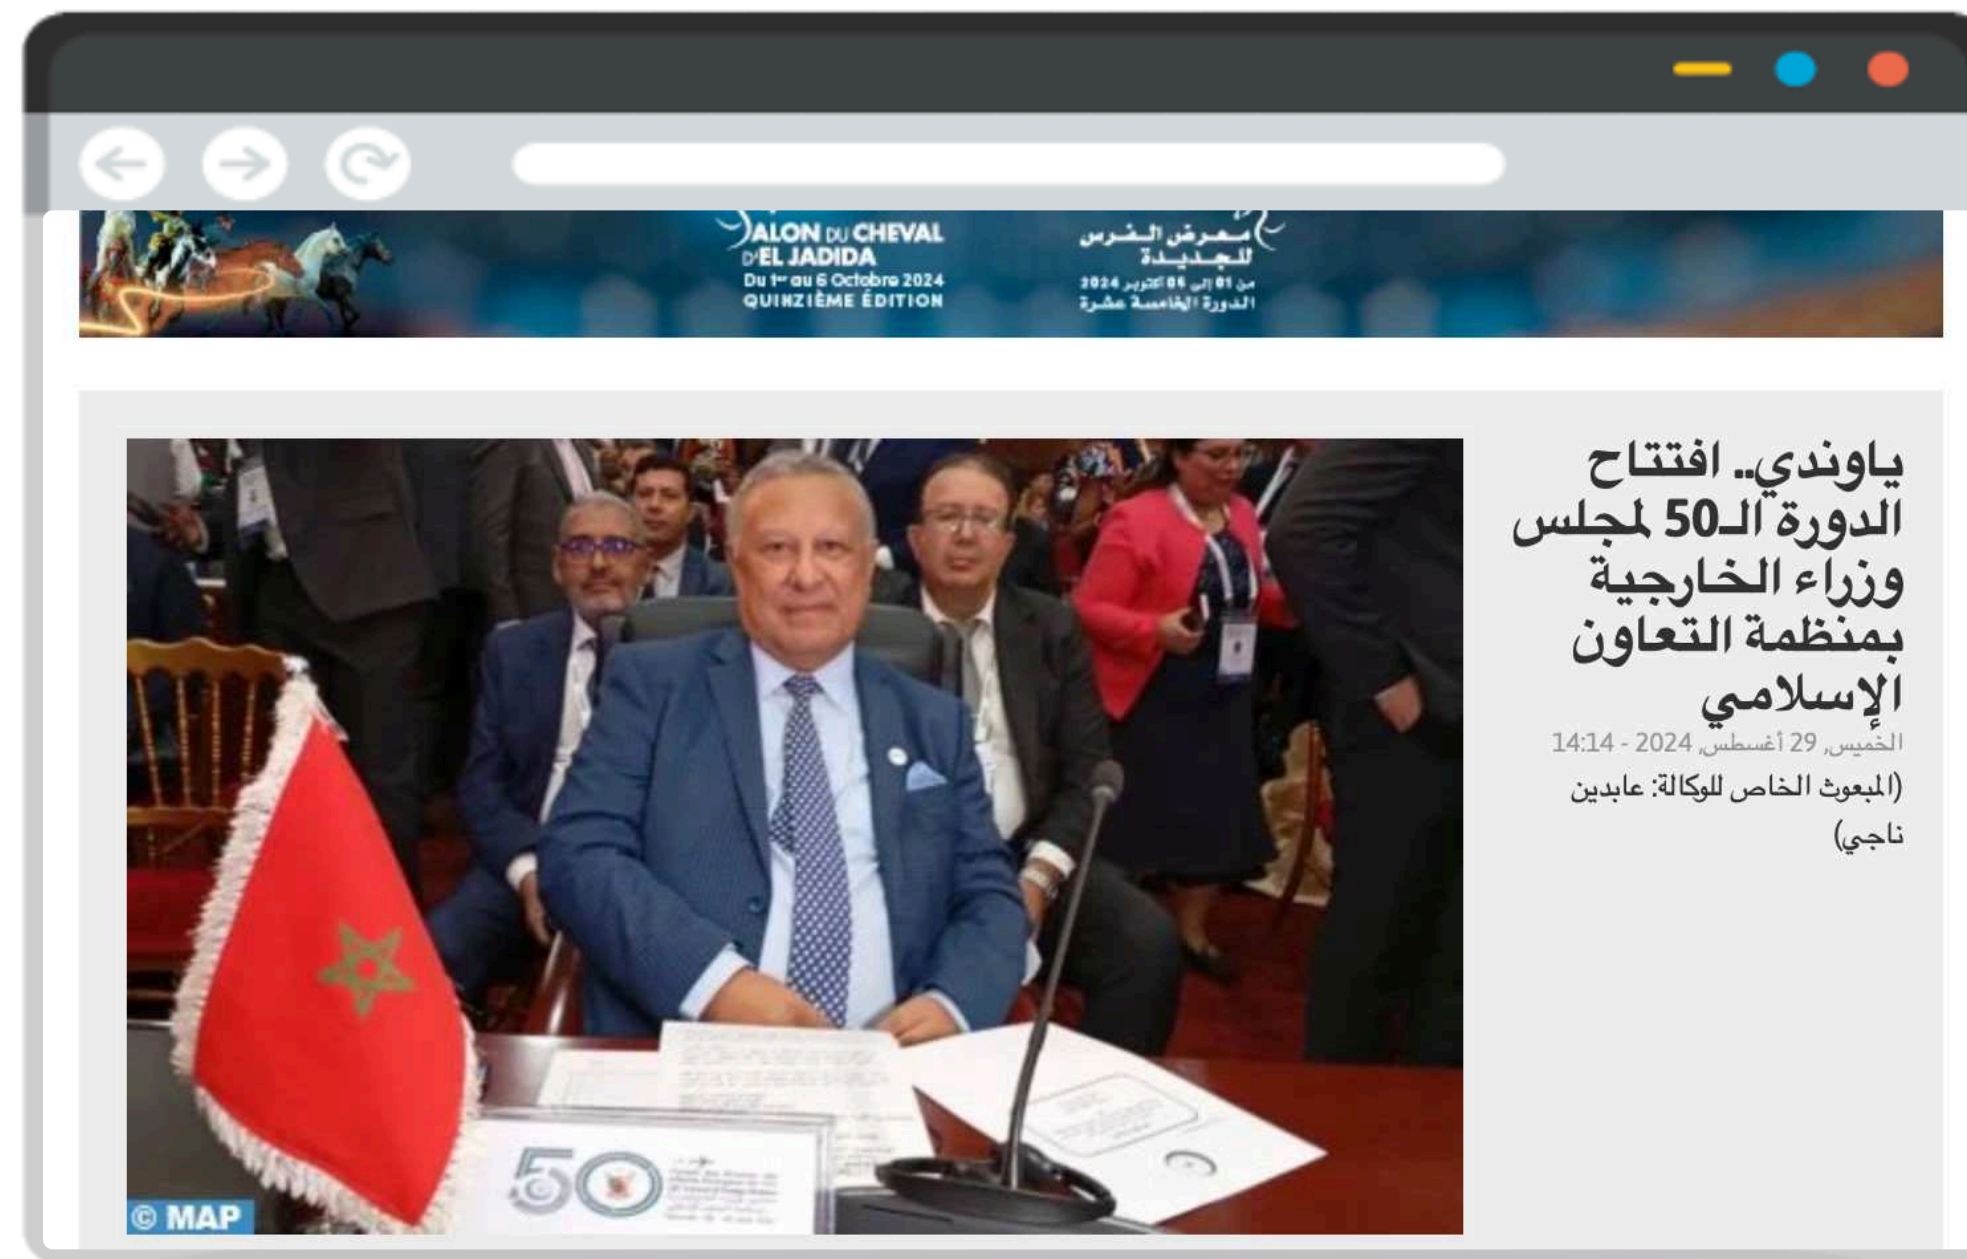 ALON DU CHEVAL
D'EL JADIDA
Du 1er au 6 Octobre 2024
QUINZIÈME ÉDITION
معرض الفرس
للجديدة
من 01 إلى 06 أكتوبر 2024
الدورة الخامسة عشرة
ياوندي.. افتتاح
الدورة الـ50 لمجلس
وزراء الخارجية
بمنظمة التعاون
الإسلامي
الخميس, 29 أغسطس, 2024 - 14:14
(المبعوث الخاص للوكالة: عابدين
ناجي)
50
© MAP